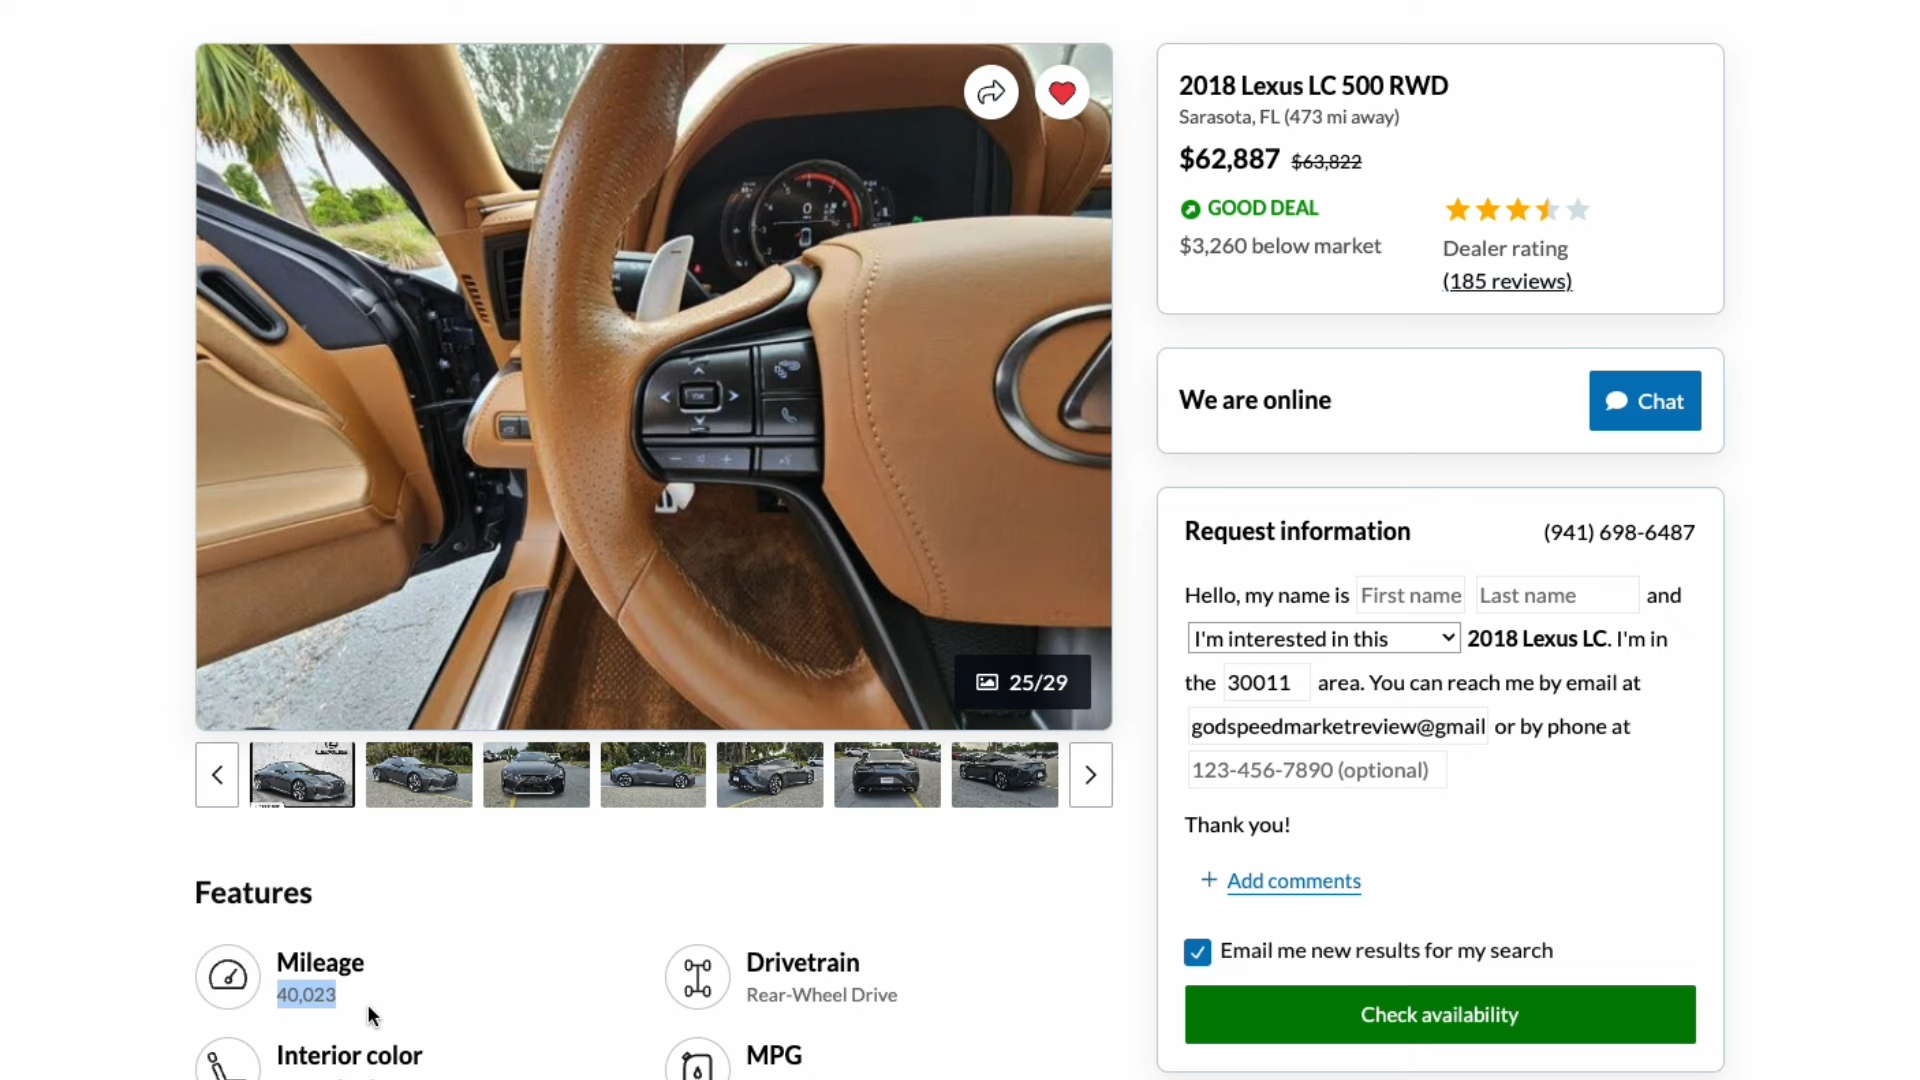 2018 Lexus LC 500 RWD
Sarasota, FL (473 mi away)
$62,887 $63,822
GOOD DEAL
$3,260 below market
Dealer rating
(185 reviews)
We are online
Chat
Request information
(941) 698-6487
Hello, my name is First name Last name and
I'm interested in this 2018 Lexus LC. I'm in
the 30011 area. You can reach me by email at
godspeedmarketreview@gmail or by phone at
123-456-7890 (optional)
Thank you!
+ Add comments
Email me new results for my search
Check availability
OK
25/29
Features
Mileage
40,023
Drivetrain
Rear-Wheel Drive
Interior color
MPG